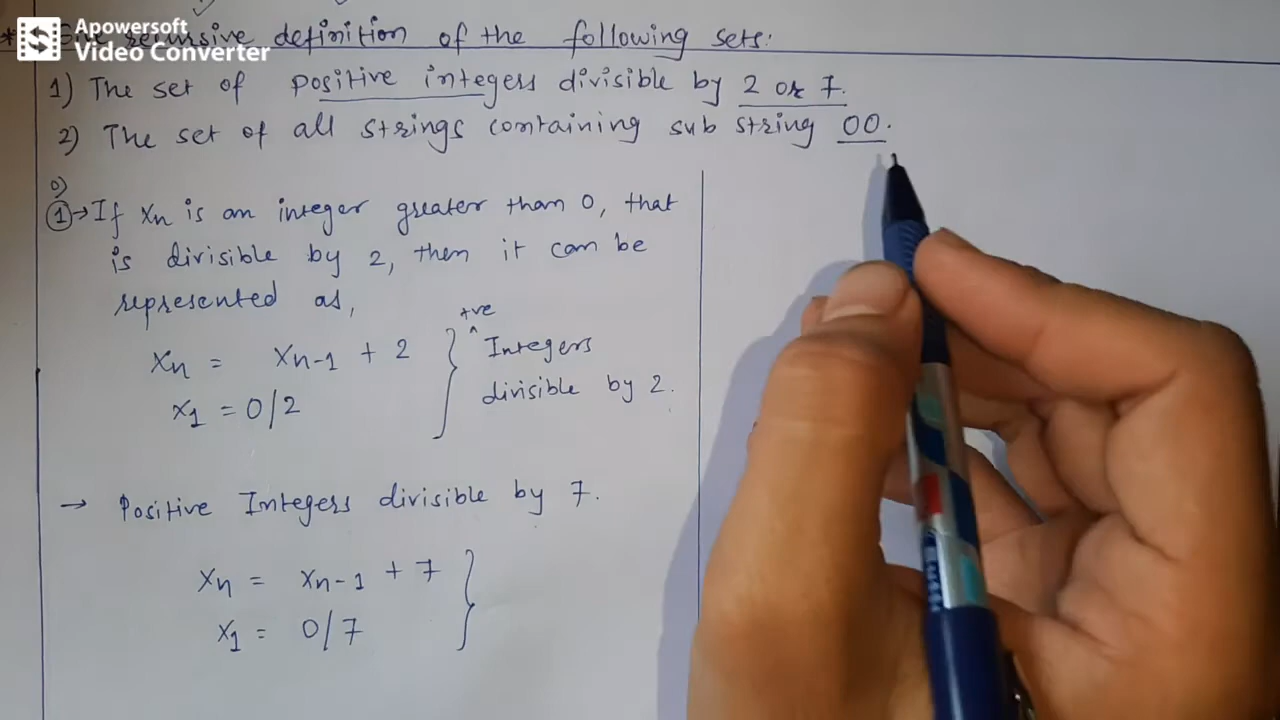 Apowersoft
Video Converter
* Give recursive definition of the following sets:
1) The set of positive integers divisible by 2 or 7.
2) The set of all strings containing sub string 00.
①→ If xn is an integer greater than 0, that
is divisible by 2, then it can be
represented as,
xn = xn-1 + 2
x1 = 0/2
+ve
^ Integers
divisible by 2.
→ Positive Integers divisible by 7.
xn = xn-1 + 7
x1 = 0/7